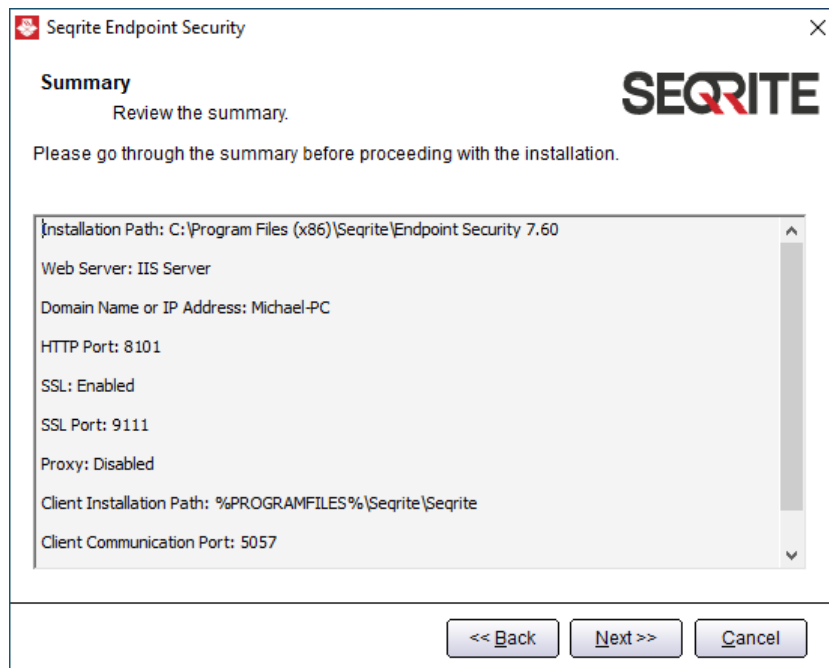 Seqrite Endpoint Security
Summary
SEQRITE
Review the summary.
Please go through the summary before proceeding with the installation.
Installation Path: C:\Program Files (x86)\Seqrite\Endpoint Security 7.60
Web Server: IIS Server
Domain Name or IP Address: Michael-PC
HTTP Port: 8101
SSL: Enabled
SSL Port: 9111
Proxy: Disabled
Client Installation Path: %PROGRAMFILES%\Seqrite\Seqrite
Client Communication Port: 5057
<< Back
Next >>
Cancel